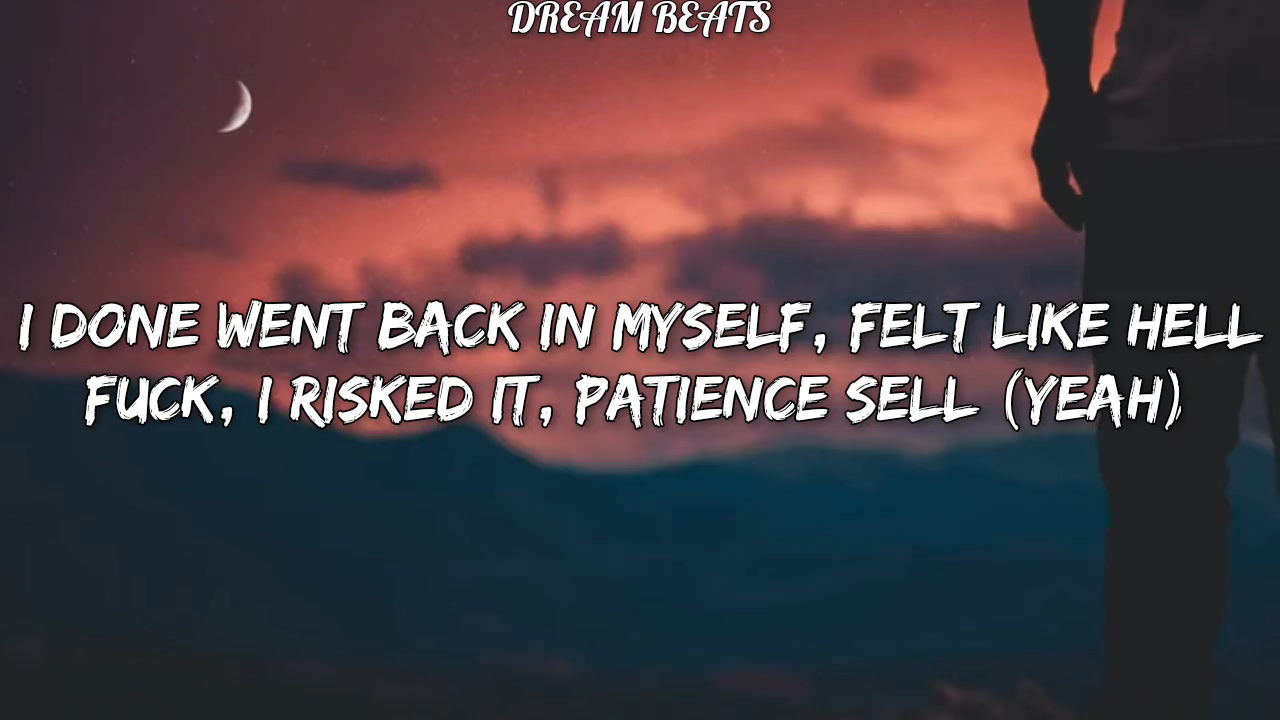 DREAM BEATS
I DONE WENT BACK IN MYSELF, FELT LIKE HELL
FUCK, I RISKED IT, PATIENCE SELL (YEAH)